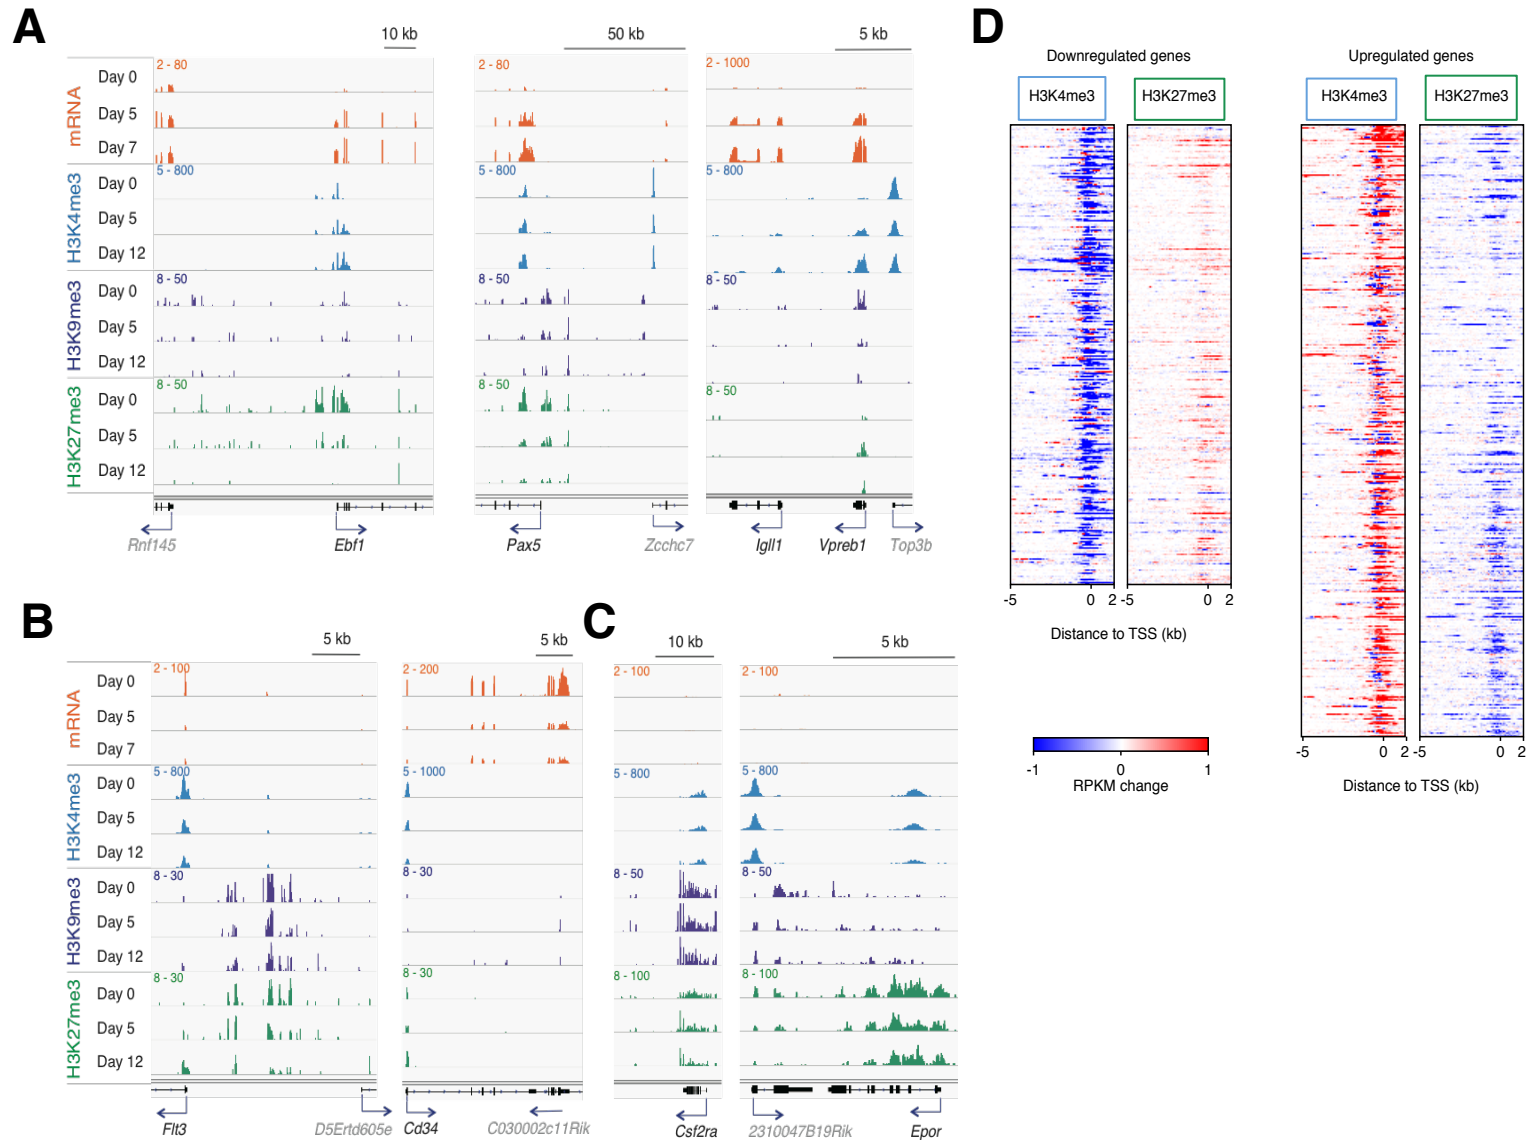 A
10 kb
50 kb
5 kb
mRNA
Day 0
Day 5
Day 7
2 - 80
2 - 80
2 - 1000
H3K4me3
Day 0
Day 5
Day 12
5 - 800
5 - 800
5 - 800
H3K9me3
Day 0
Day 5
Day 12
8 - 50
8 - 50
8 - 50
H3K27me3
Day 0
Day 5
Day 12
8 - 50
8 - 50
8 - 50
Rnf145
Ebf1
Pax5
Zcchc7
Igll1
Vpreb1
Top3b
B
5 kb
5 kb
mRNA
Day 0
Day 5
Day 7
2 - 100
2 - 200
H3K4me3
Day 0
Day 5
Day 12
5 - 800
5 - 1000
H3K9me3
Day 0
Day 5
Day 12
8 - 30
8 - 30
H3K27me3
Day 0
Day 5
Day 12
8 - 30
8 - 30
Flt3
D5Ertd605e
Cd34
C030002c11Rik
C
10 kb
5 kb
2 - 100
2 - 100
5 - 800
5 - 800
8 - 50
8 - 50
8 - 100
8 - 100
Csf2ra
2310047B19Rik
Epor
D
Downregulated genes
H3K4me3
H3K27me3
-5 0 2
-5 0 2
Distance to TSS (kb)
Upregulated genes
H3K4me3
H3K27me3
-5 0 2
-5 0 2
Distance to TSS (kb)
-1 0 1
RPKM change